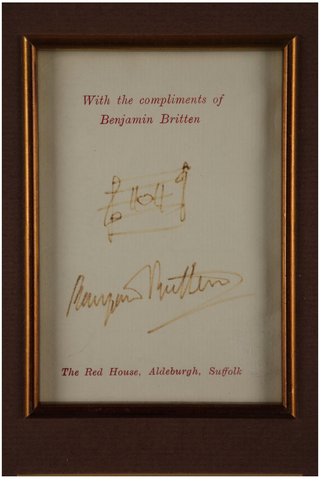 With the compliments of
Benjamin Britten
Benjamin Britten
The Red House, Aldeburgh, Suffolk